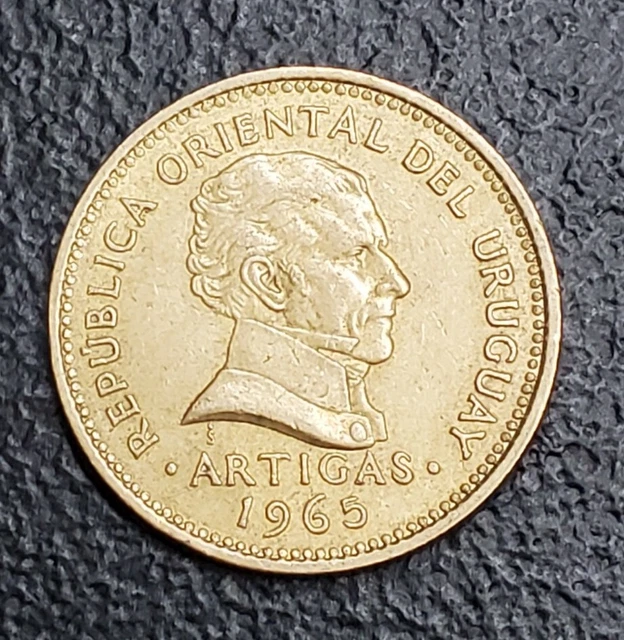 REPÚBLICA ORIENTAL DEL URUGUAY
· ARTIGAS ·
1965